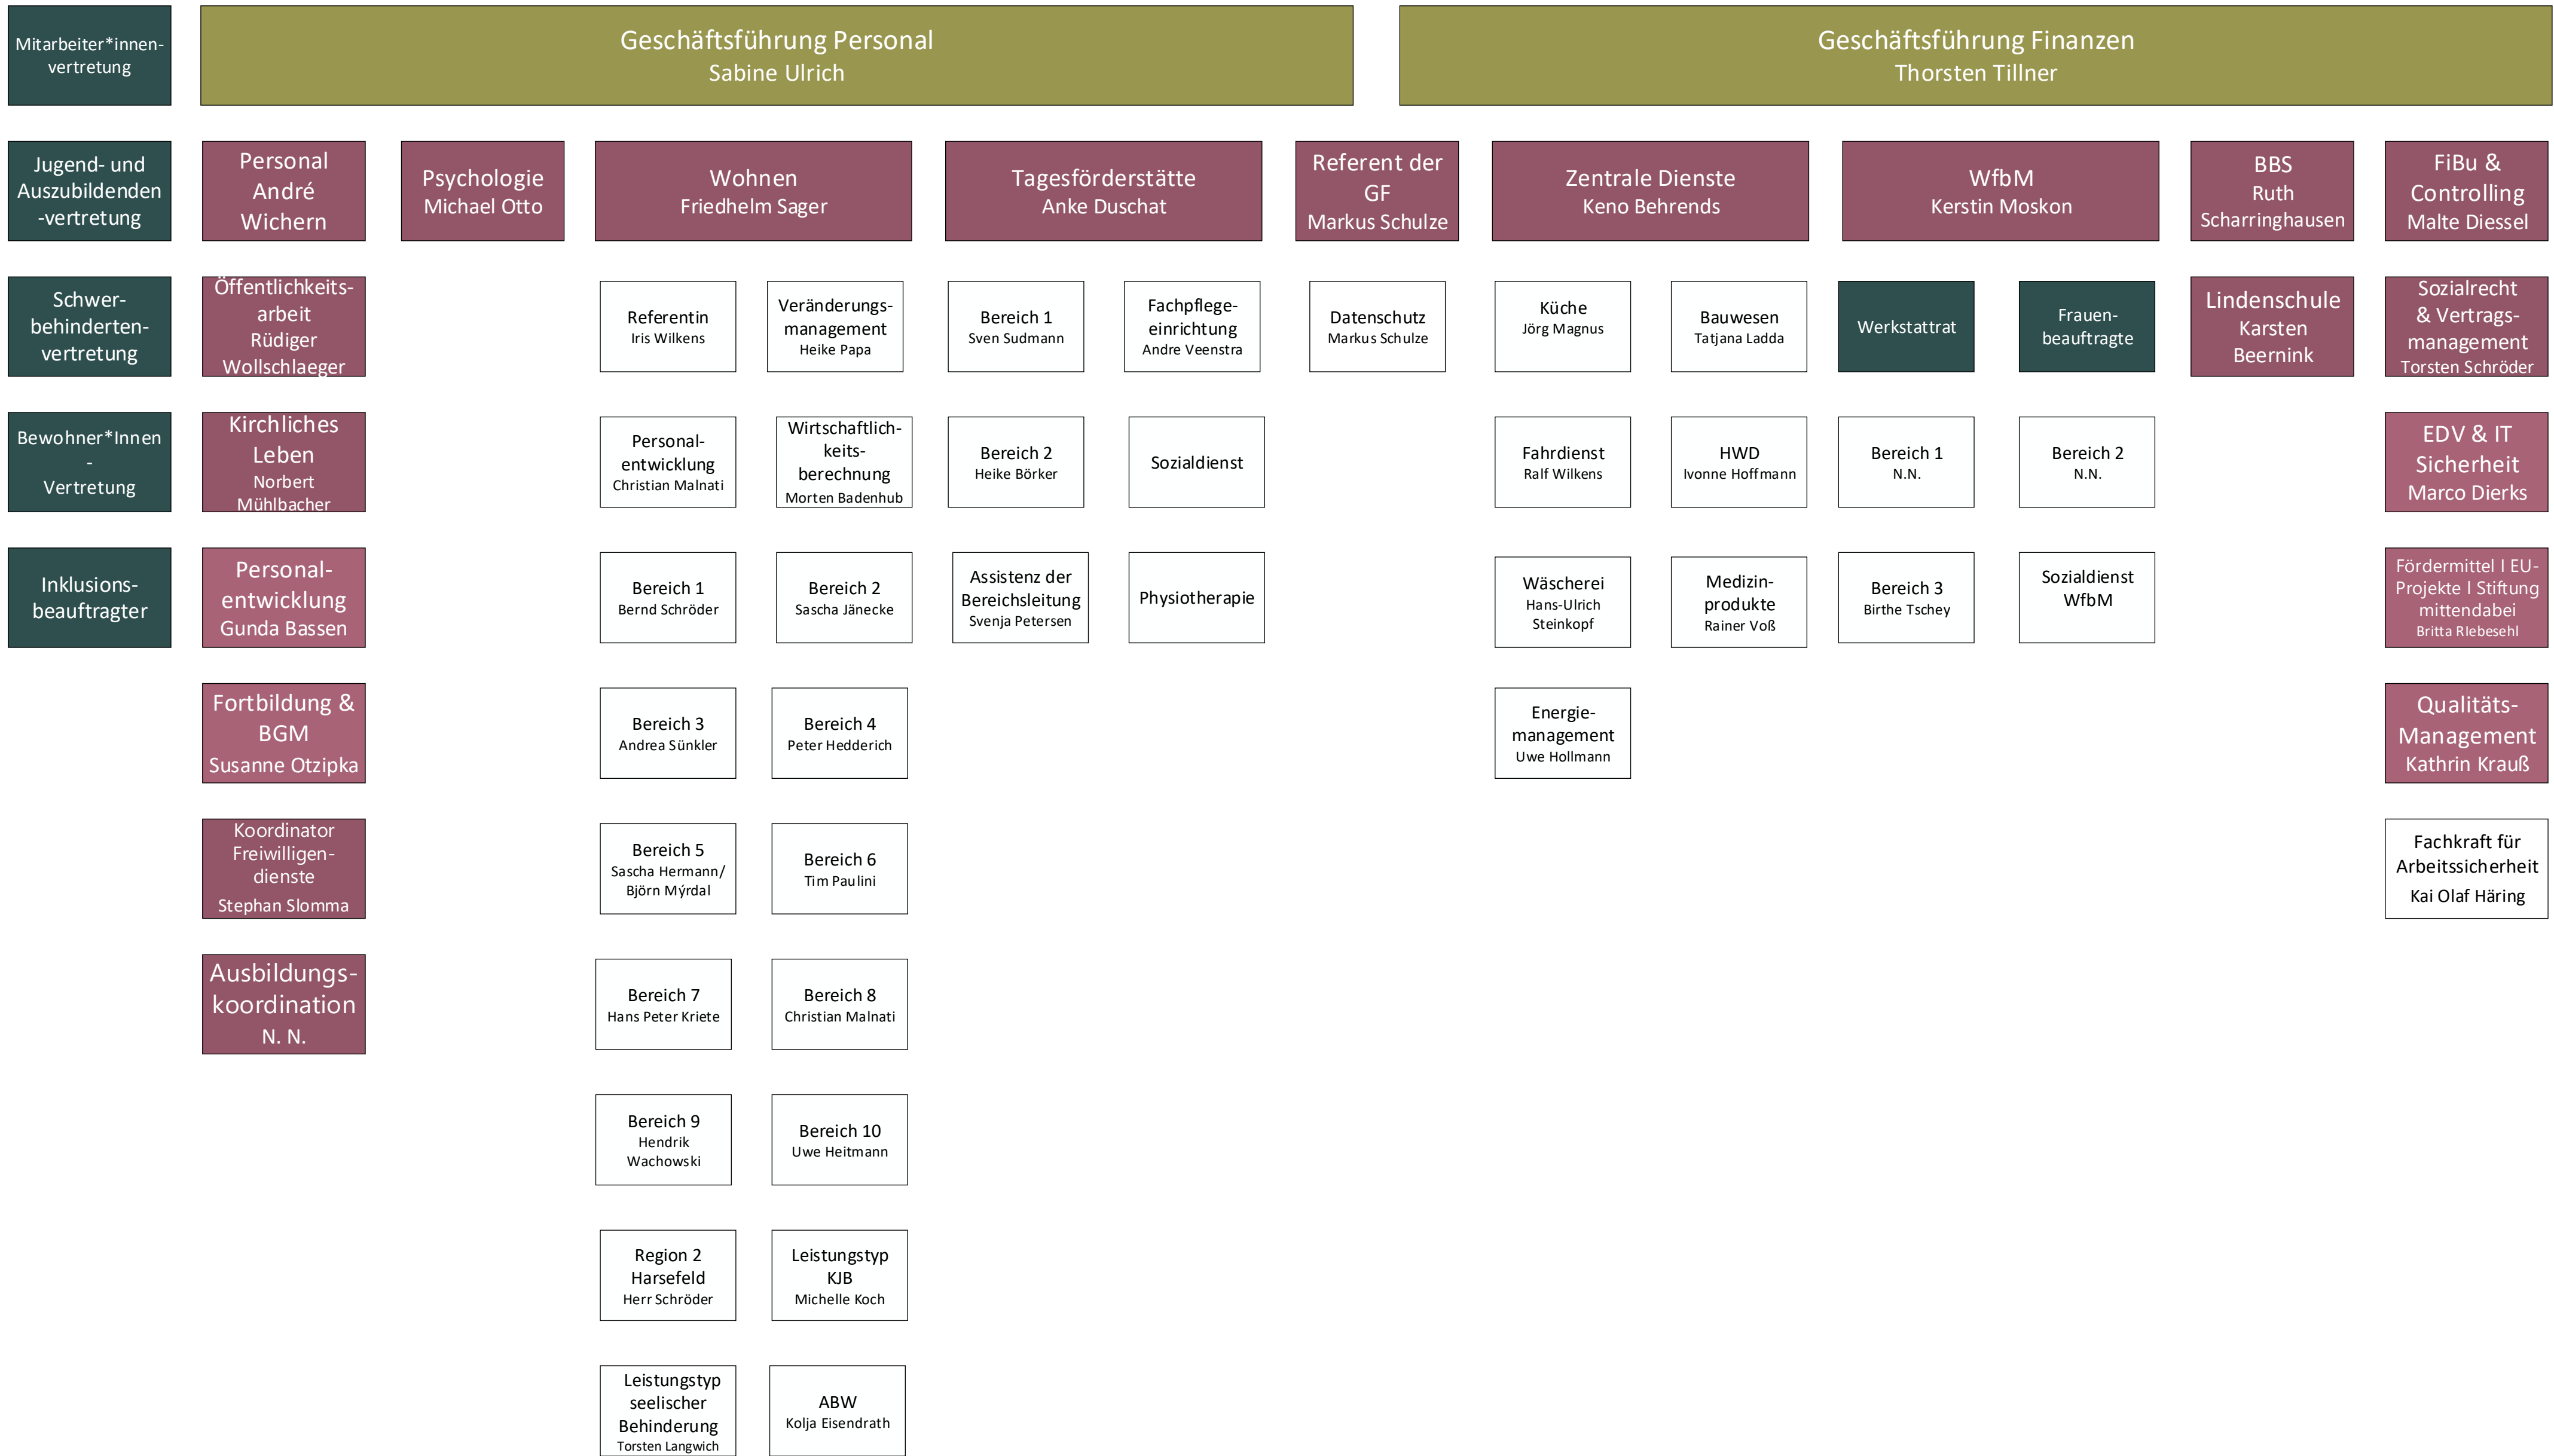 Mitarbeiter*innen-
vertretung
Geschäftsführung Personal
Sabine Ulrich
Geschäftsführung Finanzen
Thorsten Tillner
Jugend- und
Auszubildenden
-vertretung
Personal
André
Wichern
Psychologie
Michael Otto
Wohnen
Friedhelm Sager
Tagesförderstätte
Anke Duschat
Referent der
GF
Markus Schulze
Zentrale Dienste
Keno Behrends
WfbM
Kerstin Moskon
BBS
Ruth
Scharringhausen
FiBu &
Controlling
Malte Diessel
Schwer-
behinderten-
vertretung
Öffentlichkeits-
arbeit
Rüdiger
Wollschlaeger
Referentin
Iris Wilkens
Veränderungs-
management
Heike Papa
Bereich 1
Sven Sudmann
Fachpflege-
einrichtung
Andre Veenstra
Datenschutz
Markus Schulze
Küche
Jörg Magnus
Bauwesen
Tatjana Ladda
Werkstattrat
Frauen-
beauftragte
Lindenschule
Karsten
Beernink
Sozialrecht
& Vertrags-
management
Torsten Schröder
Bewohner*Innen
-
Vertretung
Kirchliches
Leben
Norbert
Mühlbacher
Personal-
entwicklung
Christian Malnati
Wirtschaftlich-
keits-
berechnung
Morten Badenhub
Bereich 2
Heike Börker
Sozialdienst
Fahrdienst
Ralf Wilkens
HWD
Ivonne Hoffmann
Bereich 1
N.N.
Bereich 2
N.N.
EDV & IT
Sicherheit
Marco Dierks
Inklusions-
beauftragter
Personal-
entwicklung
Gunda Bassen
Bereich 1
Bernd Schröder
Bereich 2
Sascha Jänecke
Assistenz der
Bereichsleitung
Svenja Petersen
Physiotherapie
Wäscherei
Hans-Ulrich
Steinkopf
Medizin-
produkte
Rainer Voß
Bereich 3
Birthe Tschey
Sozialdienst
WfbM
Fördermittel I EU-
Projekte l Stiftung
mittendabei
Britta RIebesehl
Fortbildung &
BGM
Susanne Otzipka
Bereich 3
Andrea Sünkler
Bereich 4
Peter Hedderich
Energie-
management
Uwe Hollmann
Qualitäts-
Management
Kathrin Krauß
Koordinator
Freiwilligen-
dienste
Stephan Slomma
Bereich 5
Sascha Hermann/
Björn Mýrdal
Bereich 6
Tim Paulini
Fachkraft für
Arbeitssicherheit
Kai Olaf Häring
Ausbildungs-
koordination
N. N.
Bereich 7
Hans Peter Kriete
Bereich 8
Christian Malnati
Bereich 9
Hendrik
Wachowski
Bereich 10
Uwe Heitmann
Region 2
Harsefeld
Herr Schröder
Leistungstyp
KJB
Michelle Koch
Leistungstyp
seelischer
Behinderung
Torsten Langwich
ABW
Kolja Eisendrath